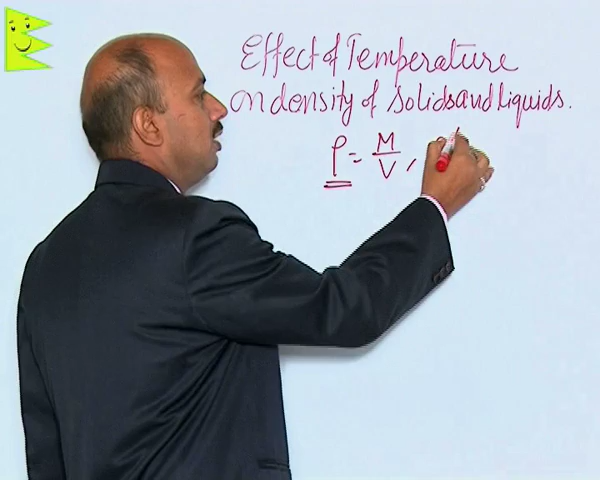 Effect of Temperature
on density of solids and liquids.
ρ = M/V ,